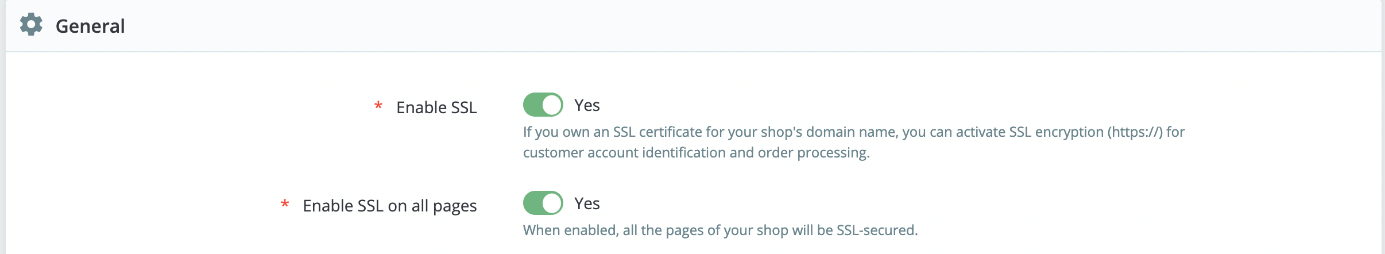 General
* Enable SSL Yes
If you own an SSL certificate for your shop's domain name, you can activate SSL encryption (https://) for
customer account identification and order processing.
* Enable SSL on all pages Yes
When enabled, all the pages of your shop will be SSL-secured.